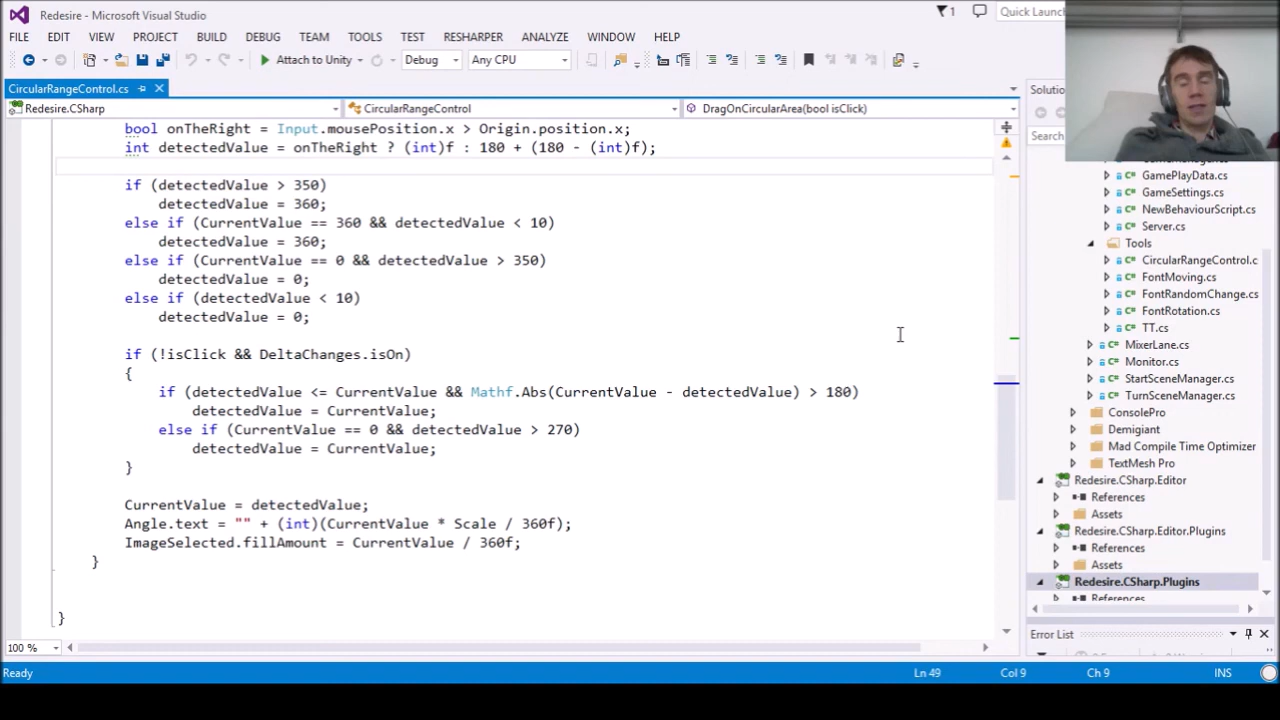 Redesire - Microsoft Visual Studio
1
Quick Launc
FILE EDIT VIEW PROJECT BUILD DEBUG TEAM TOOLS TEST RESHARPER ANALYZE WINDOW HELP
Attach to Unity Debug Any CPU
CircularRangeControl.cs
Redesire.CSharp CircularRangeControl DragOnCircularArea(bool isClick)
bool onTheRight = Input.mousePosition.x > Origin.position.x;
int detectedValue = onTheRight ? (int)f : 180 + (180 - (int)f);
if (detectedValue > 350)
detectedValue = 360;
else if (CurrentValue == 360 && detectedValue < 10)
detectedValue = 360;
else if (CurrentValue == 0 && detectedValue > 350)
detectedValue = 0;
else if (detectedValue < 10)
detectedValue = 0;
if (!isClick && DeltaChanges.isOn)
{
if (detectedValue <= CurrentValue && Mathf.Abs(CurrentValue - detectedValue) > 180)
detectedValue = CurrentValue;
else if (CurrentValue == 0 && detectedValue > 270)
detectedValue = CurrentValue;
}
CurrentValue = detectedValue;
Angle.text = "" + (int)(CurrentValue * Scale / 360f);
ImageSelected.fillAmount = CurrentValue / 360f;
}
}
100 %
Solutio
Search
GamePlayData.cs
GameSettings.cs
NewBehaviourScript.cs
Server.cs
Tools
CircularRangeControl.c
FontMoving.cs
FontRandomChange.cs
FontRotation.cs
TT.cs
MixerLane.cs
Monitor.cs
StartSceneManager.cs
TurnSceneManager.cs
ConsolePro
Demigiant
Mad Compile Time Optimizer
TextMesh Pro
Redesire.CSharp.Editor
References
Assets
Redesire.CSharp.Editor.Plugins
References
Assets
Redesire.CSharp.Plugins
References
Error List
Ready Ln 49 Col 9 Ch 9 INS